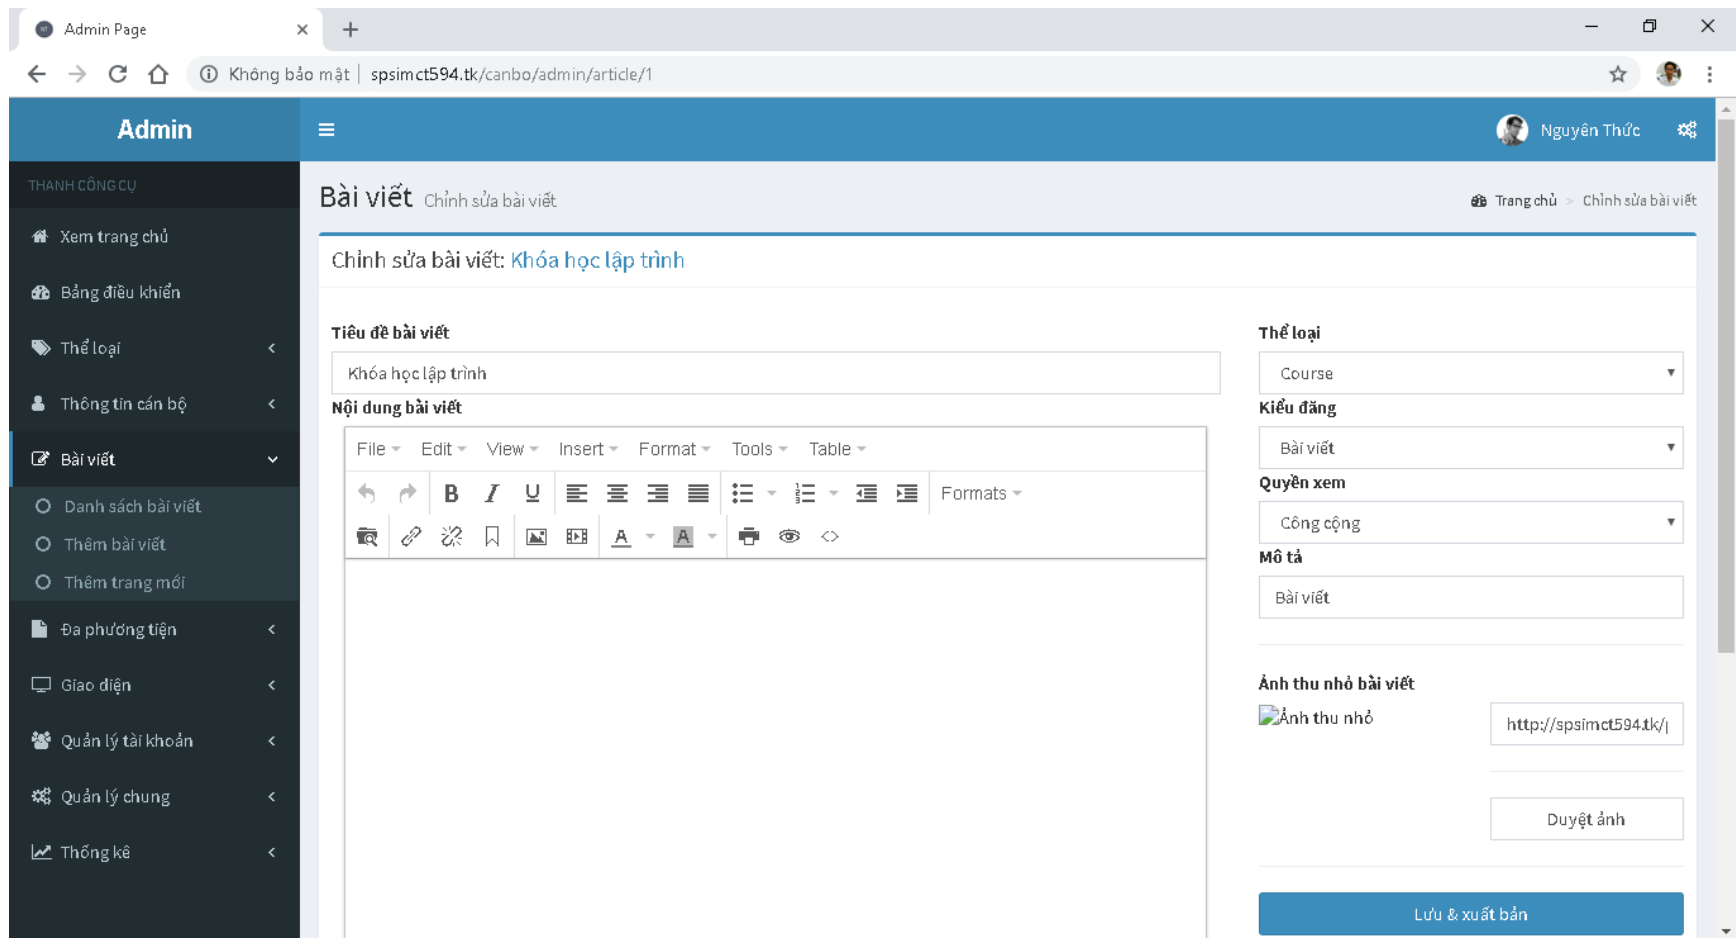 Admin Page
Không bảo mật | spsimct594.tk/canbo/admin/article/1
Admin
Nguyên Thức
THANH CÔNG CỤ
Bài viết Chỉnh sửa bài viết
Trang chủ > Chỉnh sửa bài viết
Xem trang chủ
Bảng điều khiển
Thể loại
Thông tin cán bộ
Bài viết
Danh sách bài viết
Thêm bài viết
Thêm trang mới
Đa phương tiện
Giao diện
Quản lý tài khoản
Quản lý chung
Thống kê
Chỉnh sửa bài viết: Khóa học lập trình
Tiêu đề bài viết
Khóa học lập trình
Nội dung bài viết
File Edit View Insert Format Tools Table
Formats
Thể loại
Course
Kiểu đăng
Bài viết
Quyền xem
Công cộng
Mô tả
Bài viết
Ảnh thu nhỏ bài viết
Ảnh thu nhỏ
http://spsimct594.tk/
Duyệt ảnh
Lưu & xuất bản